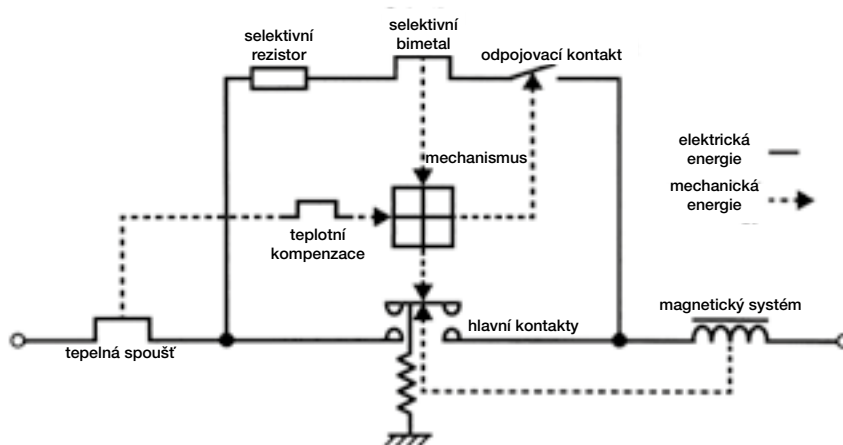 selektivní
rezistor
selektivní
bimetal
odpojovací kontakt
mechanismus
elektrická
energie
mechanická
energie
teplotní
kompenzace
tepelná spoušť
hlavní kontakty
magnetický systém